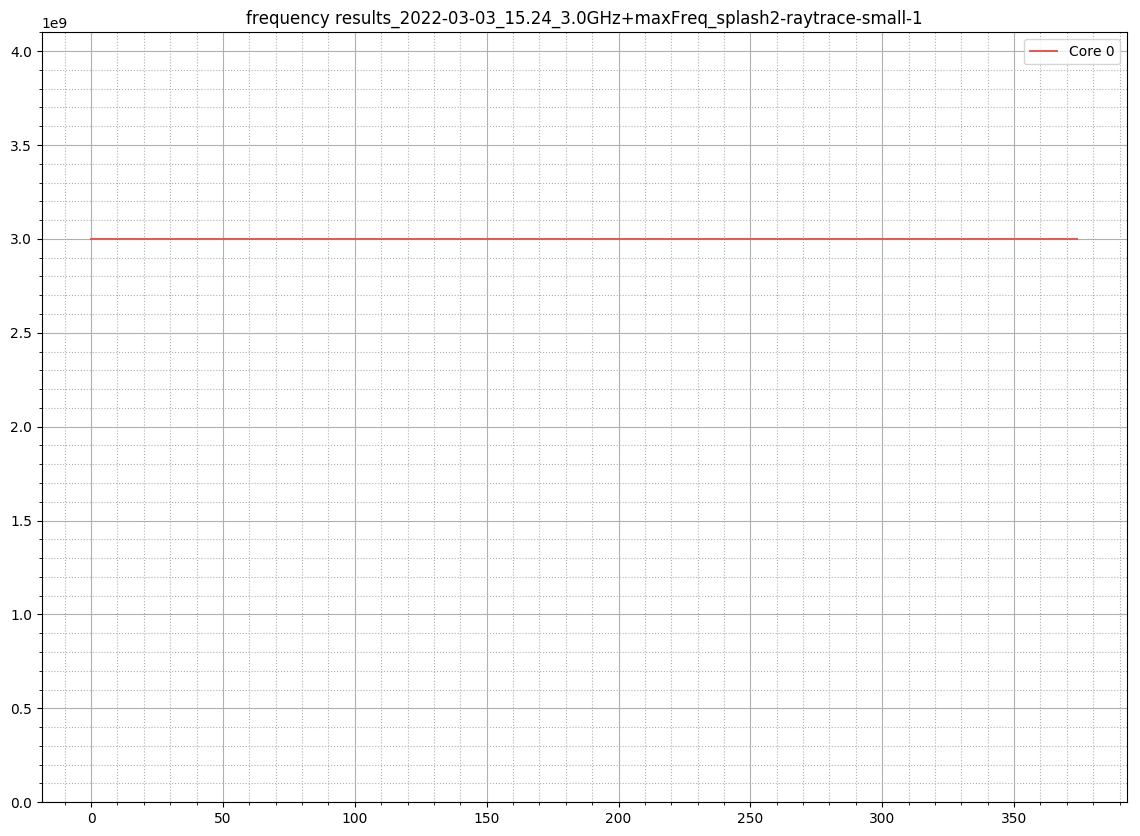 frequency results_2022-03-03_15.24_3.0GHz+maxFreq_splash2-raytrace-small-1
1e9
Core 0
4.0
3.5
3.0
2.5
2.0
1.5
1.0
0.5
0.0
0 50 100 150 200 250 300 350